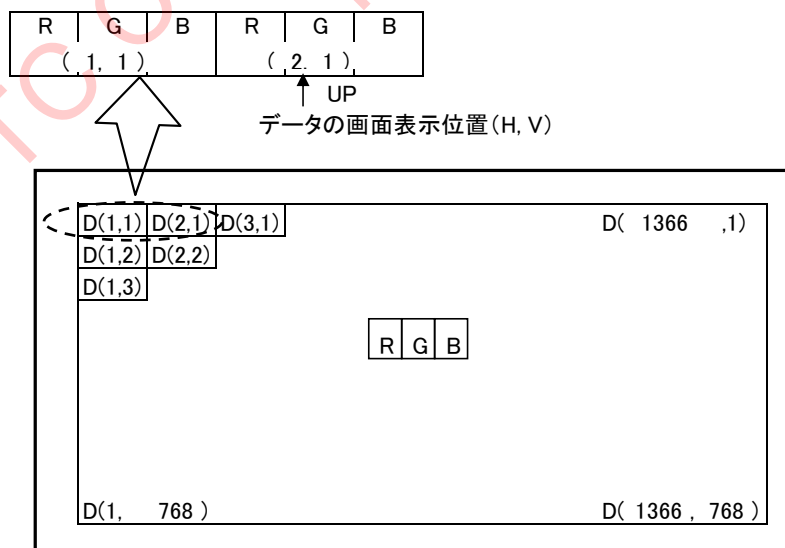 R G B R G B
( 1, 1 ) ( 2. 1 )
UP
データの画面表示位置(H, V)
D(1,1) D(2,1) D(3,1) D( 1366 ,1)
D(1,2) D(2,2)
D(1,3)
R G B
D(1, 768 ) D( 1366 , 768 )